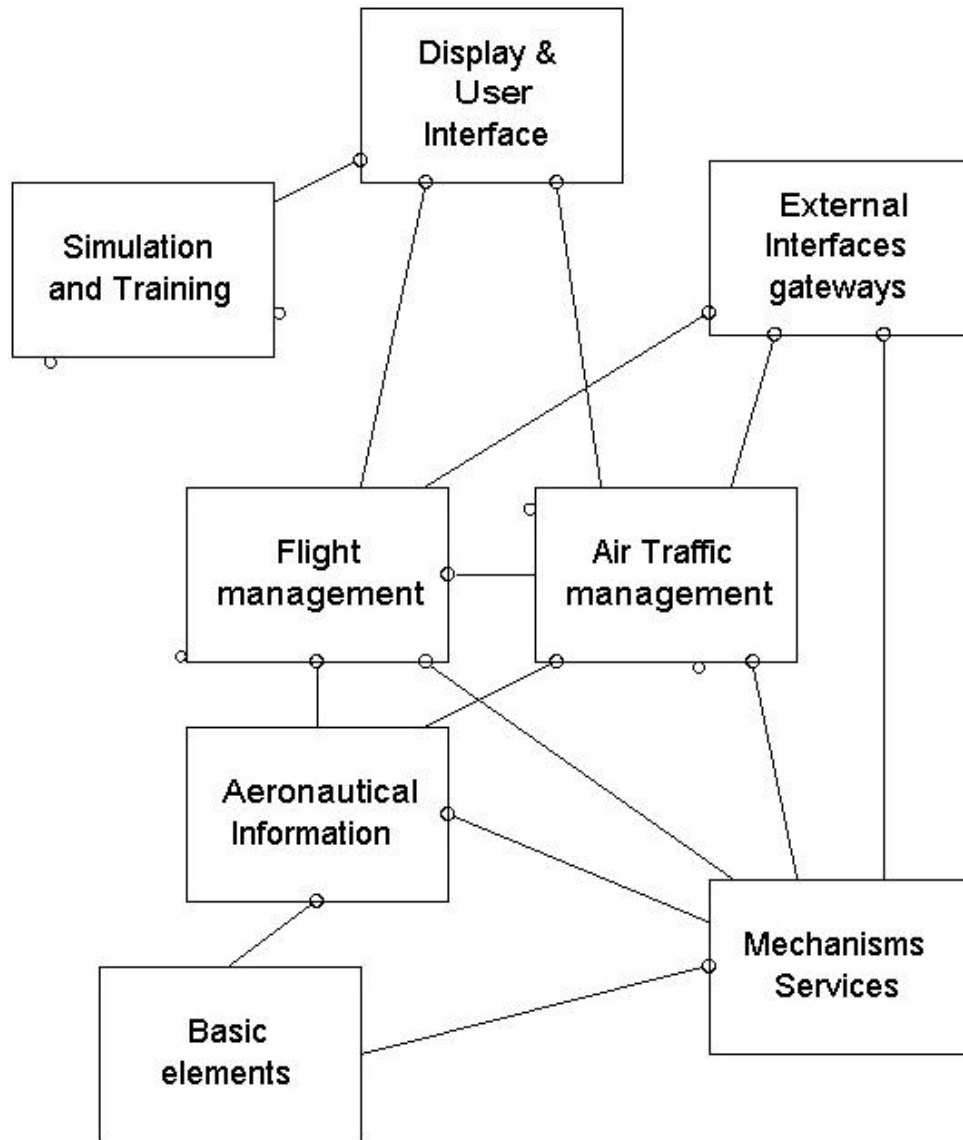 Display &
User
Interface
External
Interfaces
gateways
Simulation
and Training
Flight
management
Air Traffic
management
Aeronautical
Information
Mechanisms
Services
Basic
elements